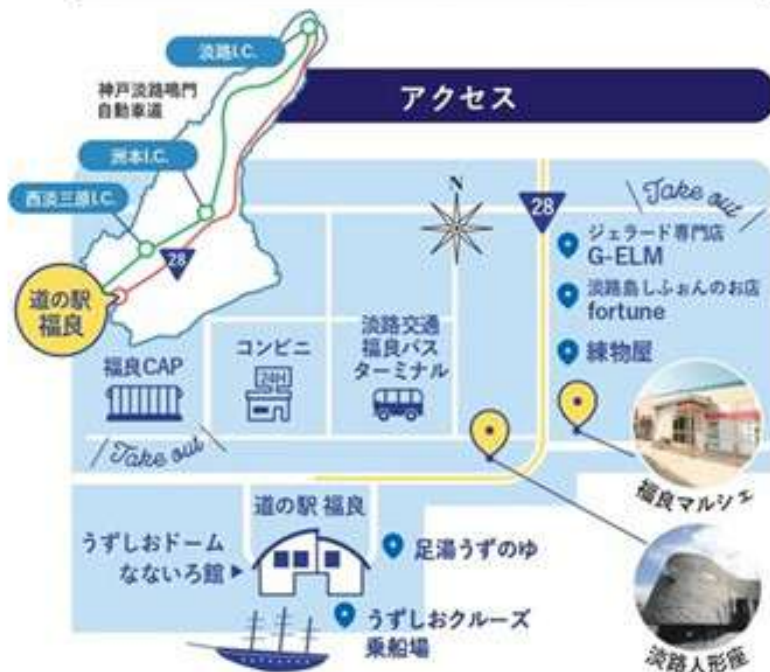 アクセス
淡路I.C.
神戸淡路鳴門
自動車道
洲本I.C.
西淡三原I.C.
28
道の駅
福良
N
28
Take out
ジェラード専門店
G-ELM
淡路島しふぉんのお店
fortune
練物屋
福良CAP
コンビニ
24H
淡路交通
福良バス
ターミナル
Take out
福良マルシェ
道の駅 福良
うずしおドーム
なないろ館▶
足湯うずのゆ
うずしおクルーズ
乗船場
淡路人形座